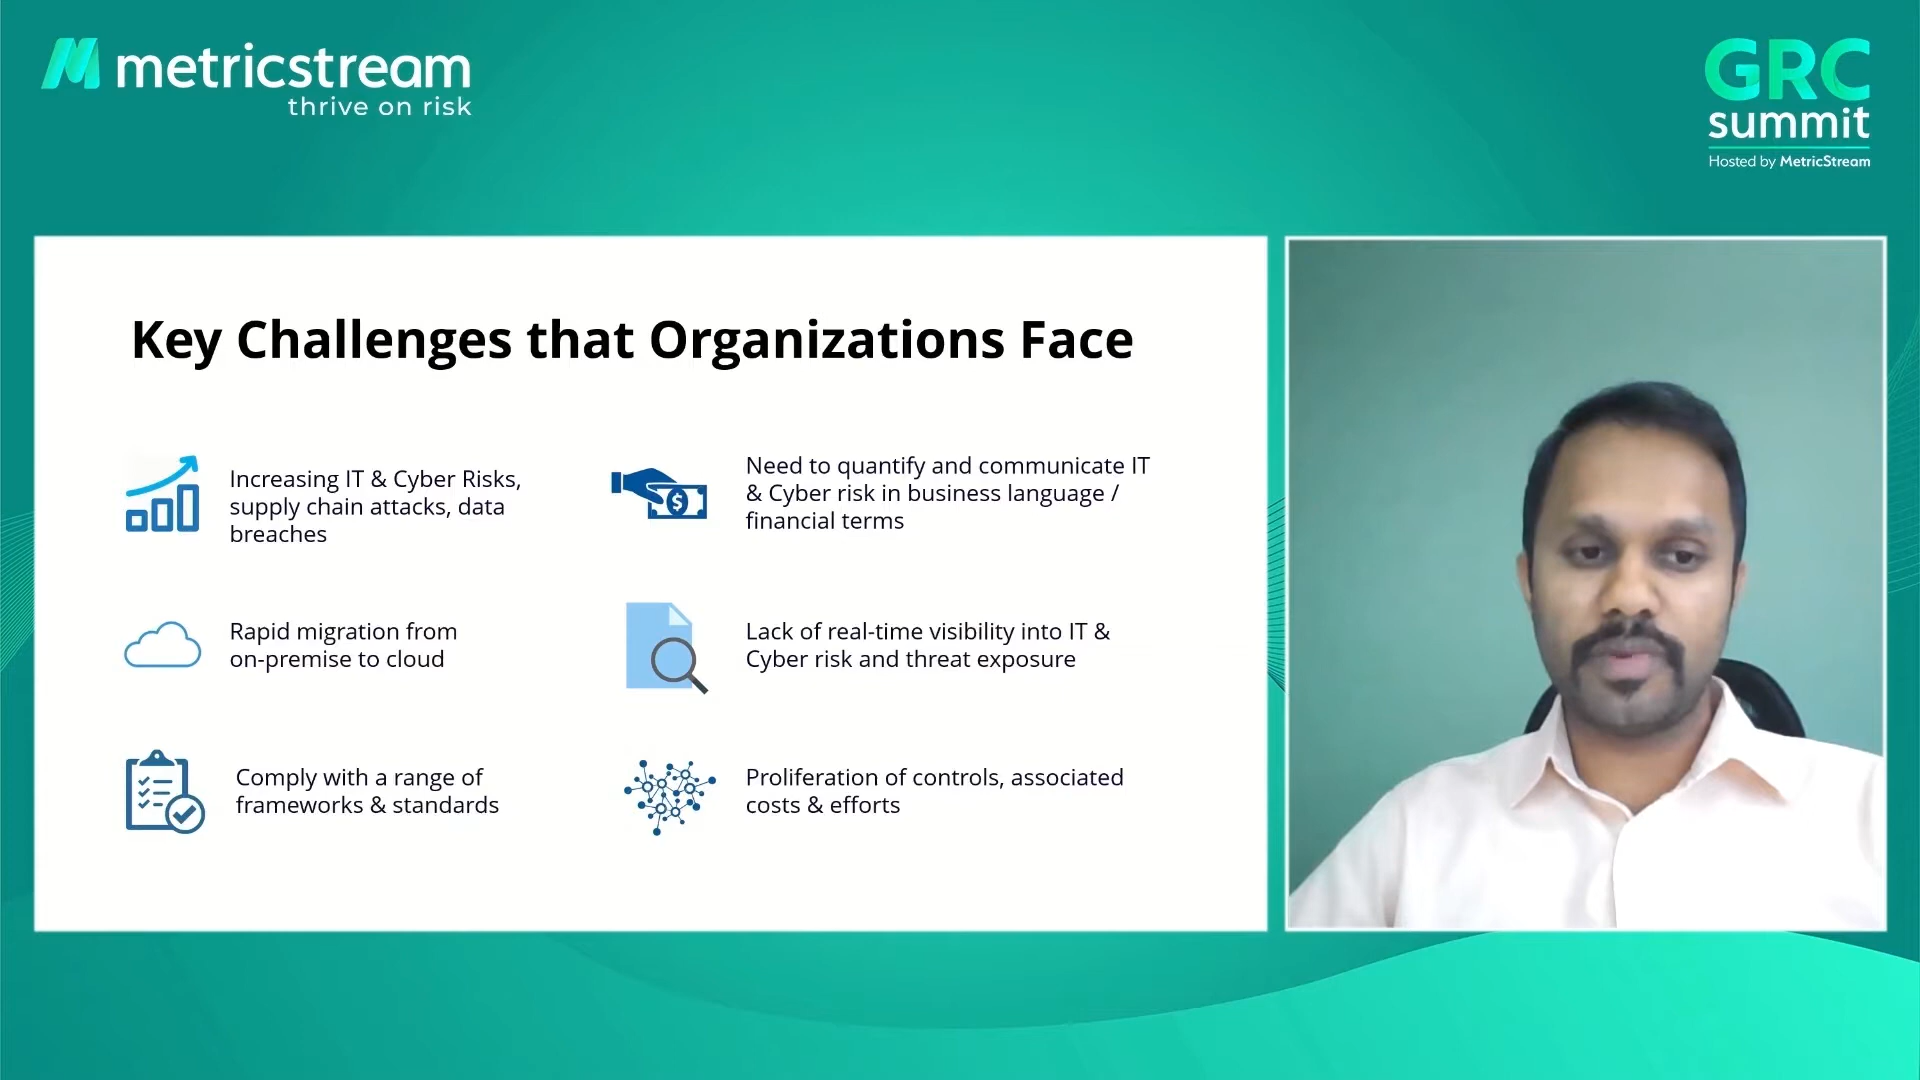 metricstream
thrive on risk
GRC
summit
Hosted by MetricStream
Key Challenges that Organizations Face
Increasing IT & Cyber Risks,
supply chain attacks, data
breaches
Need to quantify and communicate IT
& Cyber risk in business language /
financial terms
$
Rapid migration from
on-premise to cloud
Lack of real-time visibility into IT &
Cyber risk and threat exposure
Comply with a range of
frameworks & standards
Proliferation of controls, associated
costs & efforts